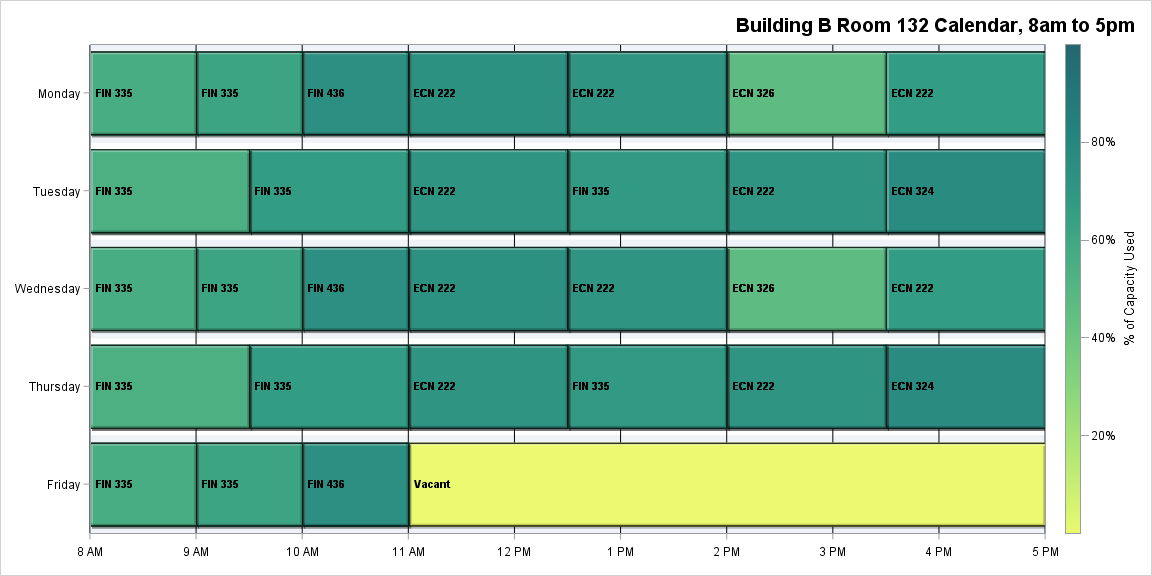 Building B Room 132 Calendar, 8am to 5pm
Monday FIN 335 FIN 335 FIN 436 ECN 222 ECN 222 ECN 326 ECN 222
Tuesday FIN 335 FIN 335 ECN 222 FIN 335 ECN 222 ECN 324
Wednesday FIN 335 FIN 335 FIN 436 ECN 222 ECN 222 ECN 326 ECN 222
Thursday FIN 335 FIN 335 ECN 222 FIN 335 ECN 222 ECN 324
Friday FIN 335 FIN 335 FIN 436 Vacant
8 AM 9 AM 10 AM 11 AM 12 PM 1 PM 2 PM 3 PM 4 PM 5 PM
80%
60%
40%
20%
% of Capacity Used